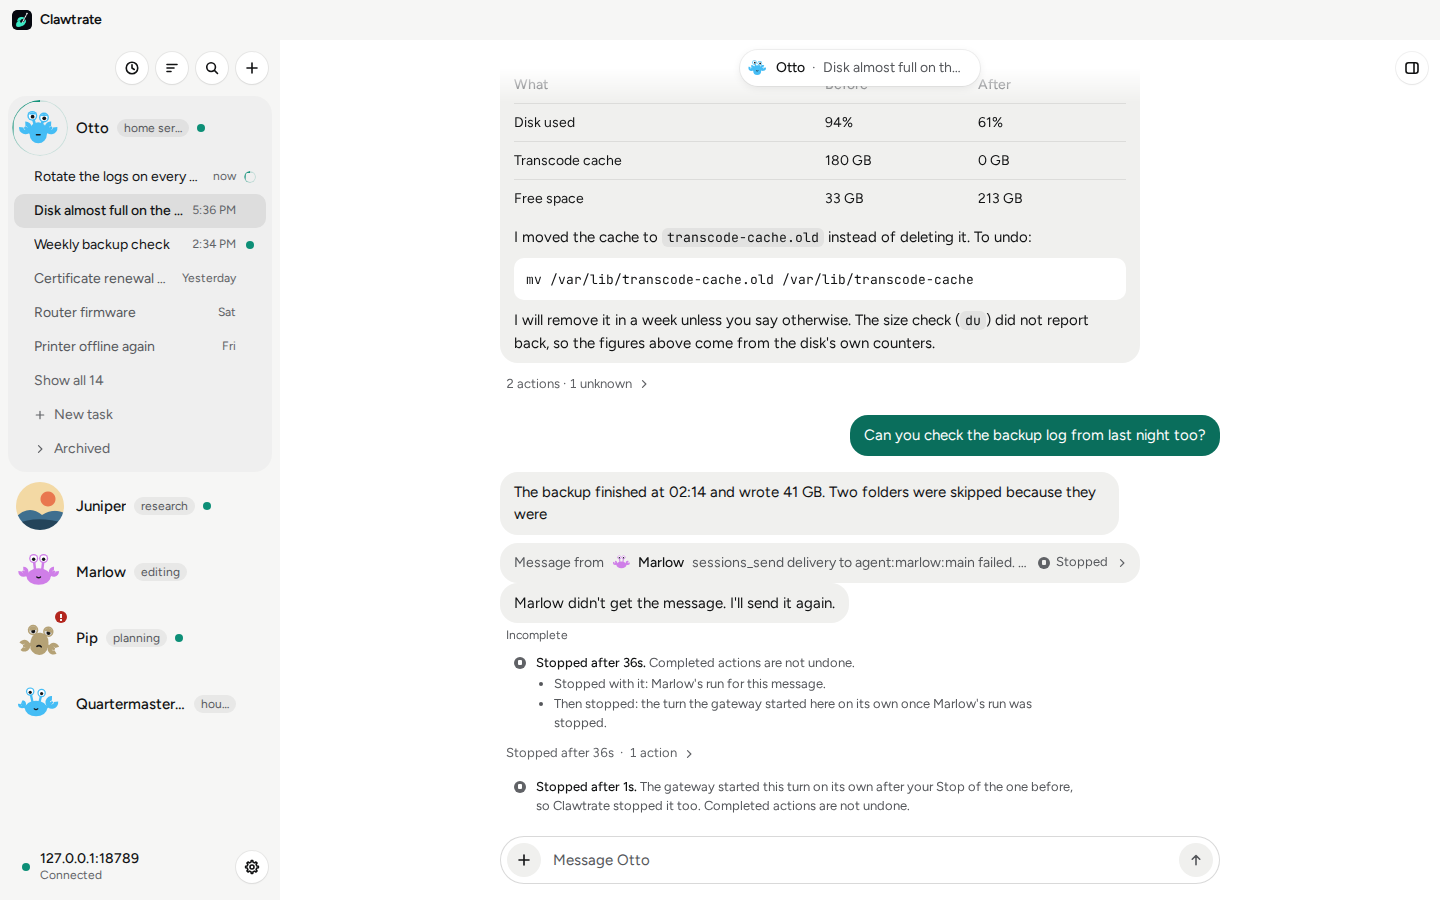 Clawtrate
Otto home ser...
Rotate the logs on every ... now
Disk almost full on the ... 5:36 PM
Weekly backup check 2:34 PM
Certificate renewal ... Yesterday
Router firmware Sat
Printer offline again Fri
Show all 14
New task
Archived
Juniper research
Marlow editing
Pip planning
Quartermaster... hou...
127.0.0.1:18789
Connected
Otto · Disk almost full on th...
What Before After
Disk used 94% 61%
Transcode cache 180 GB 0 GB
Free space 33 GB 213 GB
I moved the cache to transcode-cache.old instead of deleting it. To undo:
mv /var/lib/transcode-cache.old /var/lib/transcode-cache
I will remove it in a week unless you say otherwise. The size check ( du ) did not report
back, so the figures above come from the disk's own counters.
2 actions · 1 unknown
Can you check the backup log from last night too?
The backup finished at 02:14 and wrote 41 GB. Two folders were skipped because they
were
Message from Marlow sessions_send delivery to agent:marlow:main failed. ... Stopped
Marlow didn't get the message. I'll send it again.
Incomplete
Stopped after 36s. Completed actions are not undone.
• Stopped with it: Marlow's run for this message.
• Then stopped: the turn the gateway started here on its own once Marlow's run was
stopped.
Stopped after 36s · 1 action
Stopped after 1s. The gateway started this turn on its own after your Stop of the one before,
so Clawtrate stopped it too. Completed actions are not undone.
Message Otto